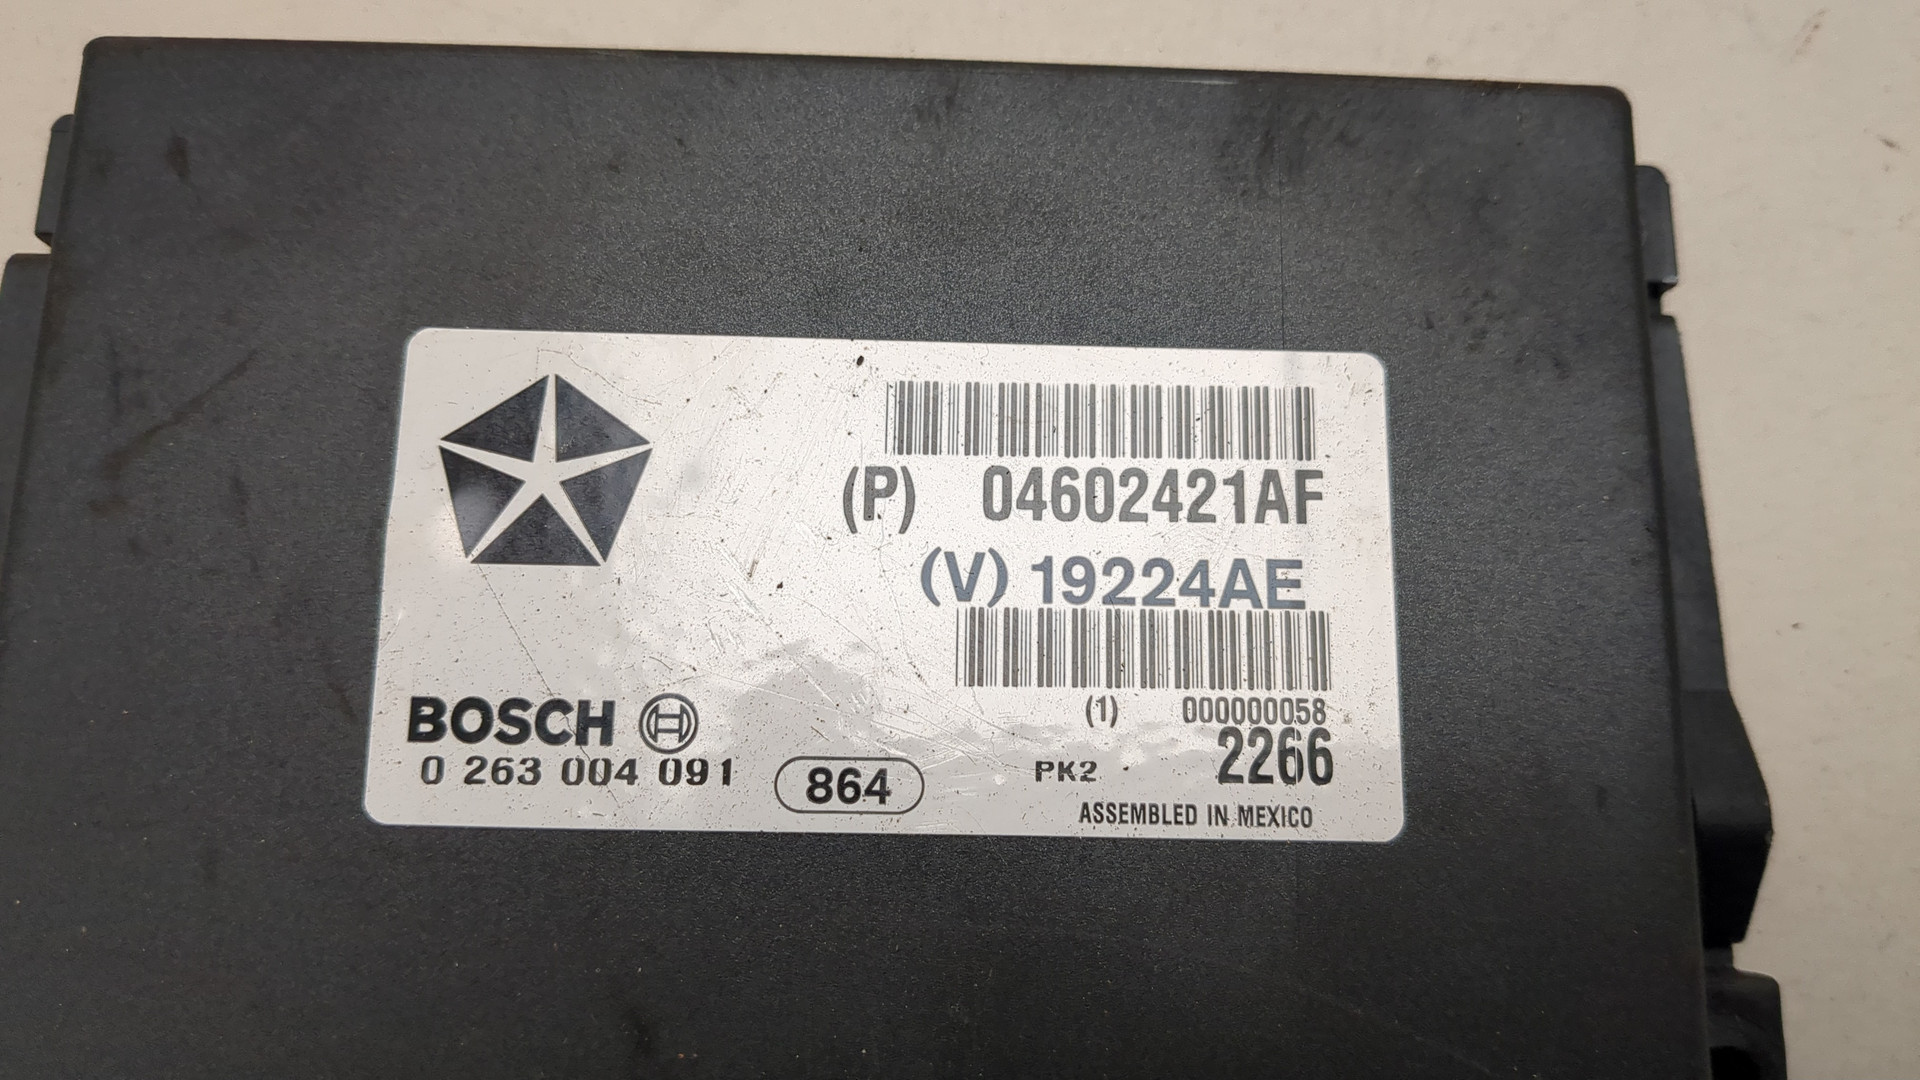 (P) 04602421AF
(V) 19224AE
(1) 000000058
BOSCH
0 263 004 091
864
PK2
2266
ASSEMBLED IN MEXICO